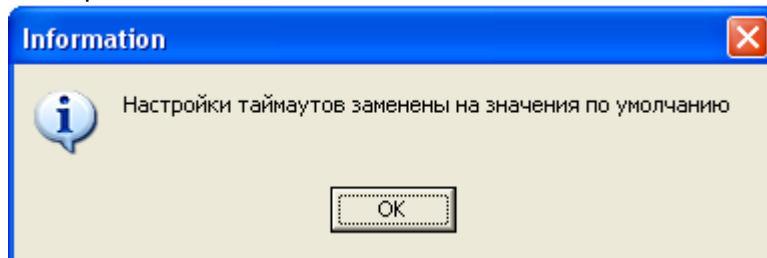 Information
Настройки таймаутов заменены на значения по умолчанию
OK